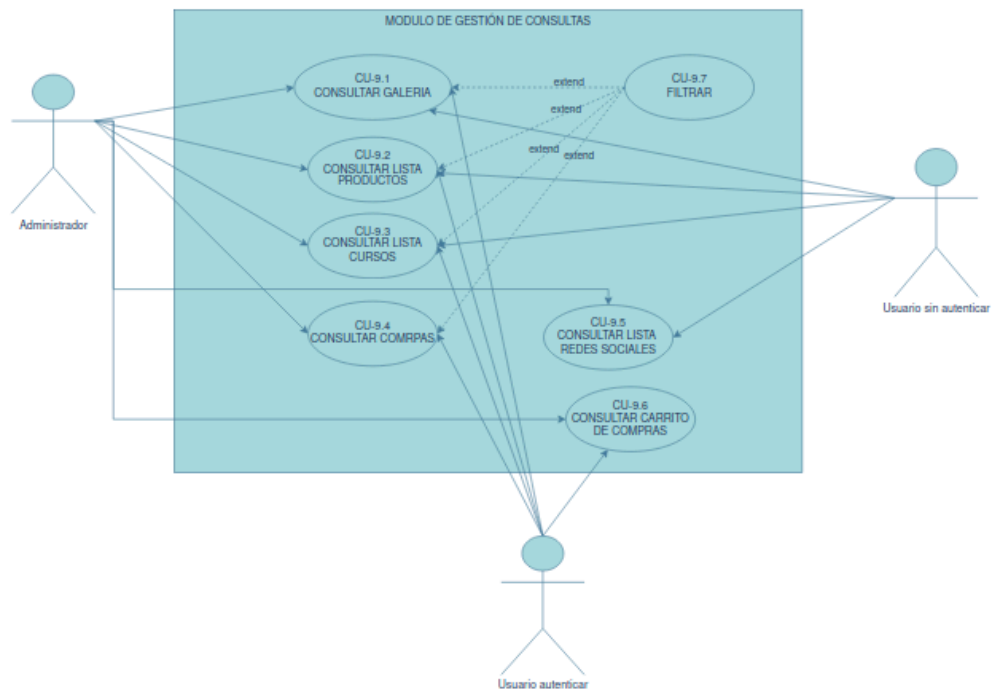 MODULO DE GESTIÓN DE CONSULTAS
CU-9.1
CONSULTAR GALERIA
extend
CU-9.7
FILTRAR
extend
CU-9.2
CONSULTAR LISTA
PRODUCTOS
extend
extend
Administrador
CU-9.3
CONSULTAR LISTA
CURSOS
Usuario sin autenticar
CU-9.4
CONSULTAR COMRPAS
CU-9.5
CONSULTAR LISTA
REDES SOCIALES
CU-9.6
CONSULTAR CARRITO
DE COMPRAS
Usuario autenticar